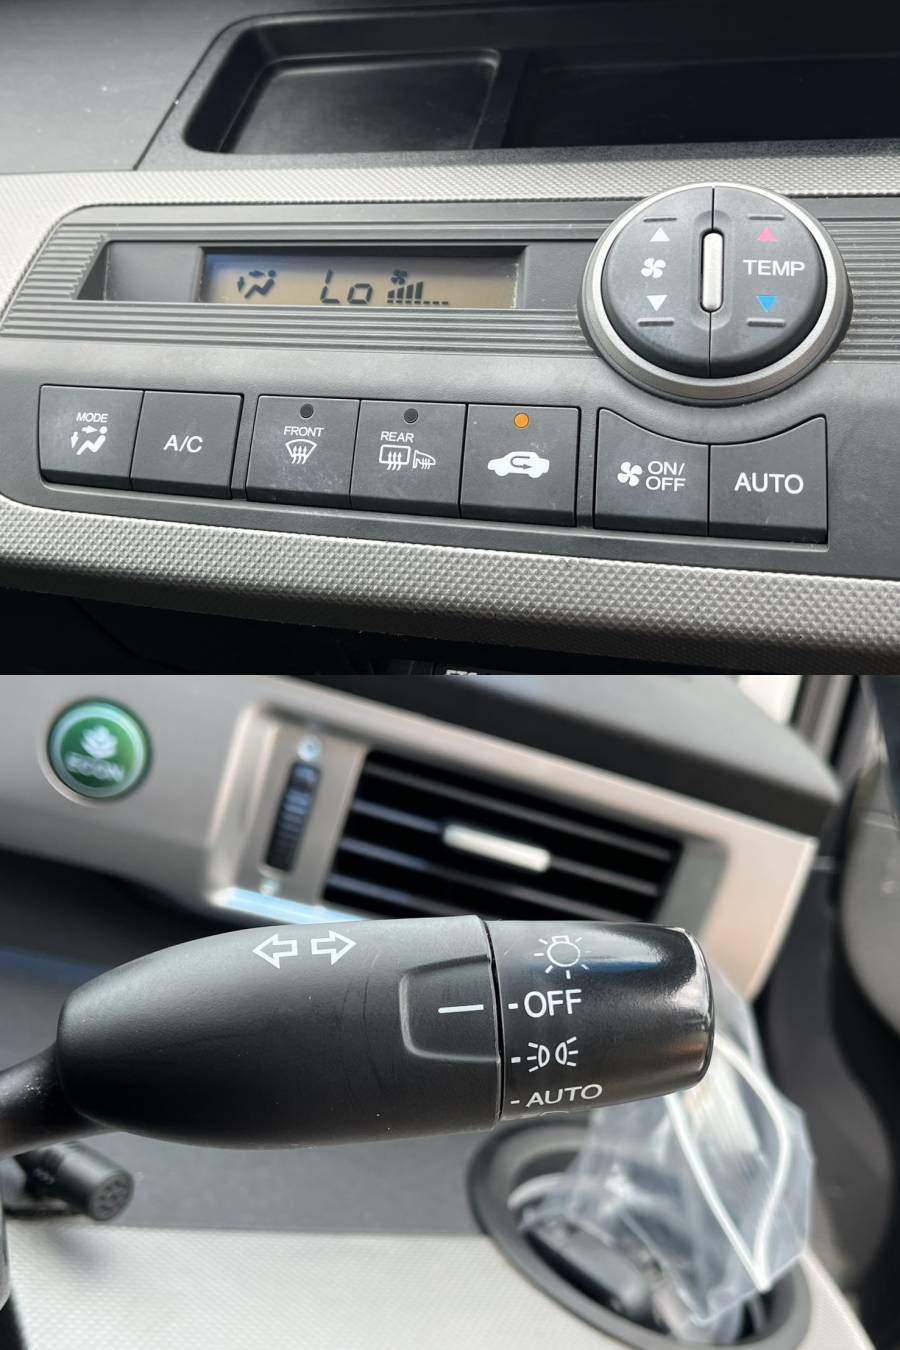 Lo
TEMP
MODE
A/C
FRONT
REAR
ON/
OFF
AUTO
ECON
OFF
AUTO